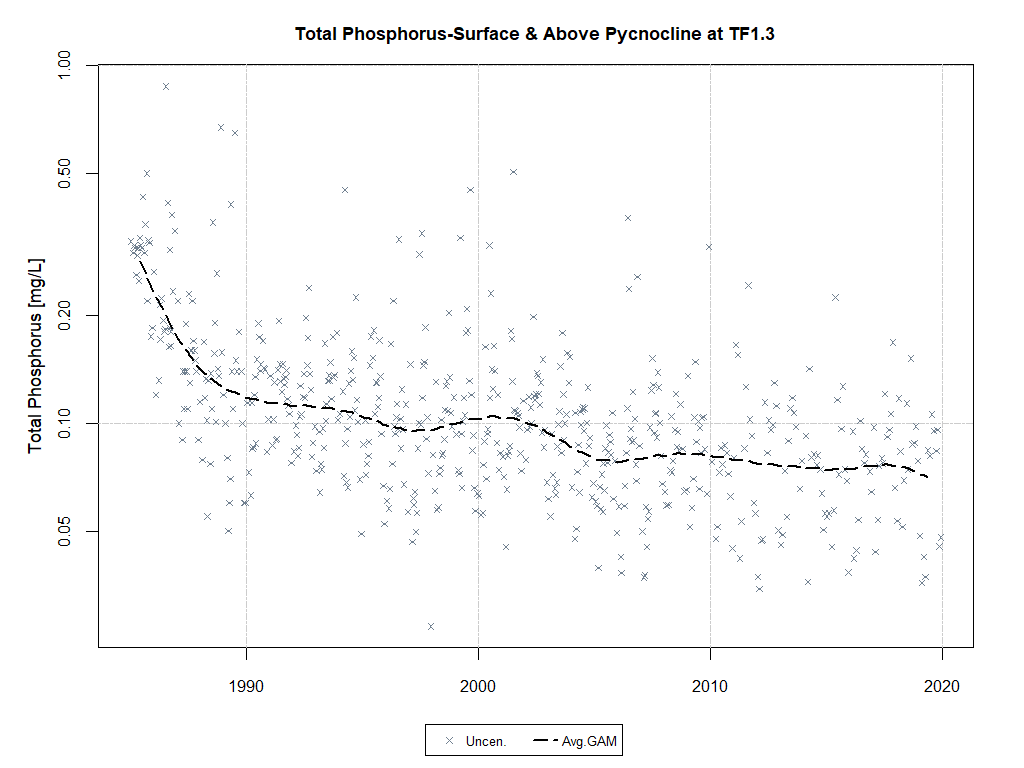 Total Phosphorus-Surface & Above Pycnocline at TF1.3
Total Phosphorus [mg/L]
1.00
0.50
0.20
0.10
0.05
1990 2000 2010 2020
Uncen. Avg.GAM